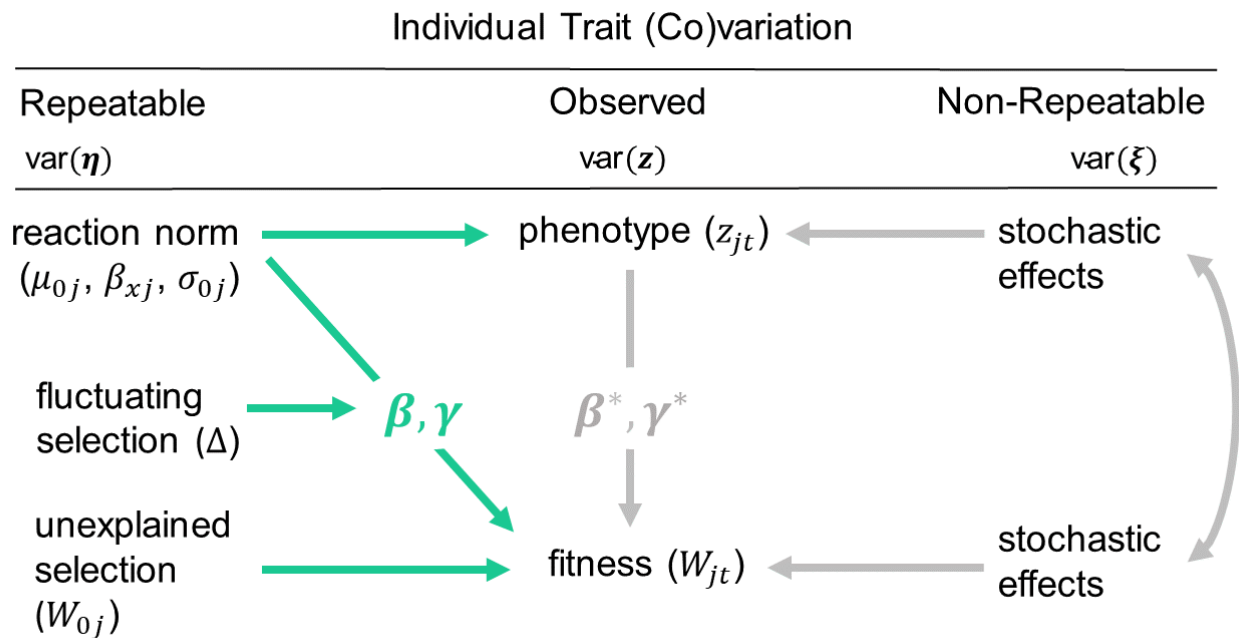 Individual Trait (Co)variation
Repeatable Observed Non-Repeatable
var(η) var(z) var(ξ)
reaction norm
(μ₀ⱼ, βₓⱼ, σ₀ⱼ)
phenotype (zⱼₜ)
stochastic
effects
fluctuating
selection (Δ)
β, γ
β*, γ*
unexplained
selection
(W₀ⱼ)
fitness (Wⱼₜ)
stochastic
effects